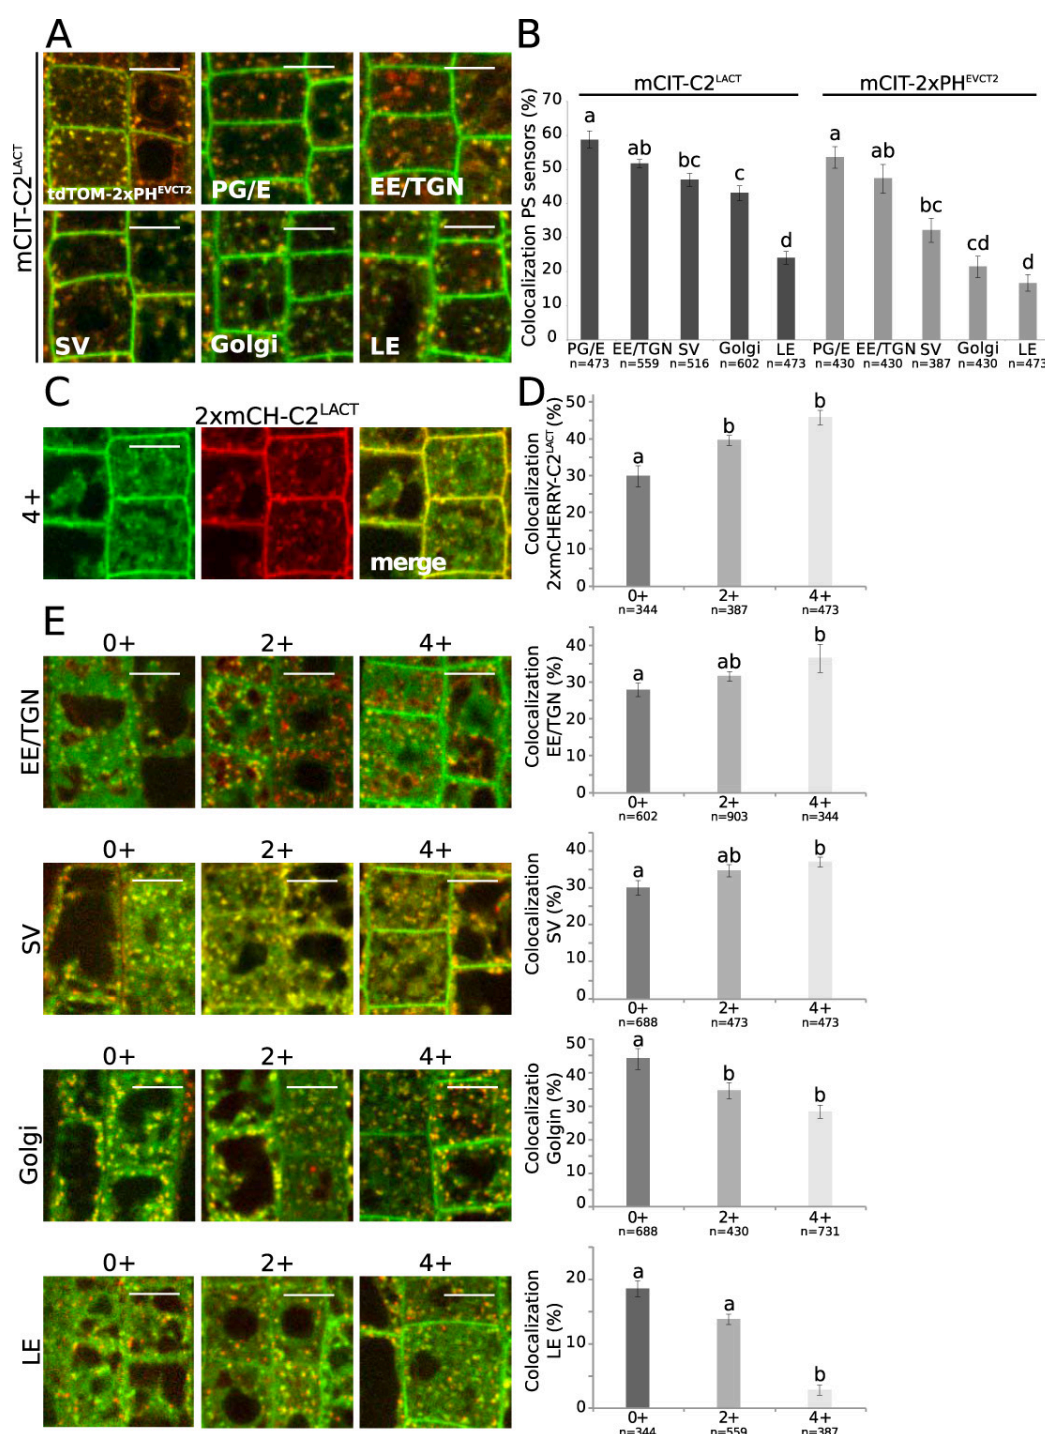 A
mCIT-C2LACT
tdTOM-2xPHEVCT2
PG/E
EE/TGN
SV
Golgi
LE
B
mCIT-C2LACT
mCIT-2xPHEVCT2
Colocalization PS sensors (%)
70
60
50
40
30
20
10
0
a
ab
bc
c
d
a
ab
bc
cd
d
PG/E EE/TGN SV Golgi LE PG/E EE/TGN SV Golgi LE
n=473 n=559 n=516 n=602 n=473 n=430 n=430 n=387 n=430 n=473
C
2xmCH-C2LACT
4+
merge
D
Colocalization
2xmCHERRY-C2LACT (%)
50
40
30
20
10
0
a
b
b
0+ 2+ 4+
n=344 n=387 n=473
E
0+ 2+ 4+
EE/TGN
Colocalization
EE/TGN (%)
40
30
20
10
0
a
ab
b
0+ 2+ 4+
n=602 n=903 n=344
0+ 2+ 4+
SV
Colocalization
SV (%)
40
30
20
10
0
a
ab
b
0+ 2+ 4+
n=688 n=473 n=473
0+ 2+ 4+
Golgi
Colocalizatio
Golgin (%)
50
40
30
20
10
0
a
b
b
0+ 2+ 4+
n=688 n=430 n=731
0+ 2+ 4+
LE
Colocalization
LE (%)
20
10
0
a
a
b
0+ 2+ 4+
n=344 n=559 n=387